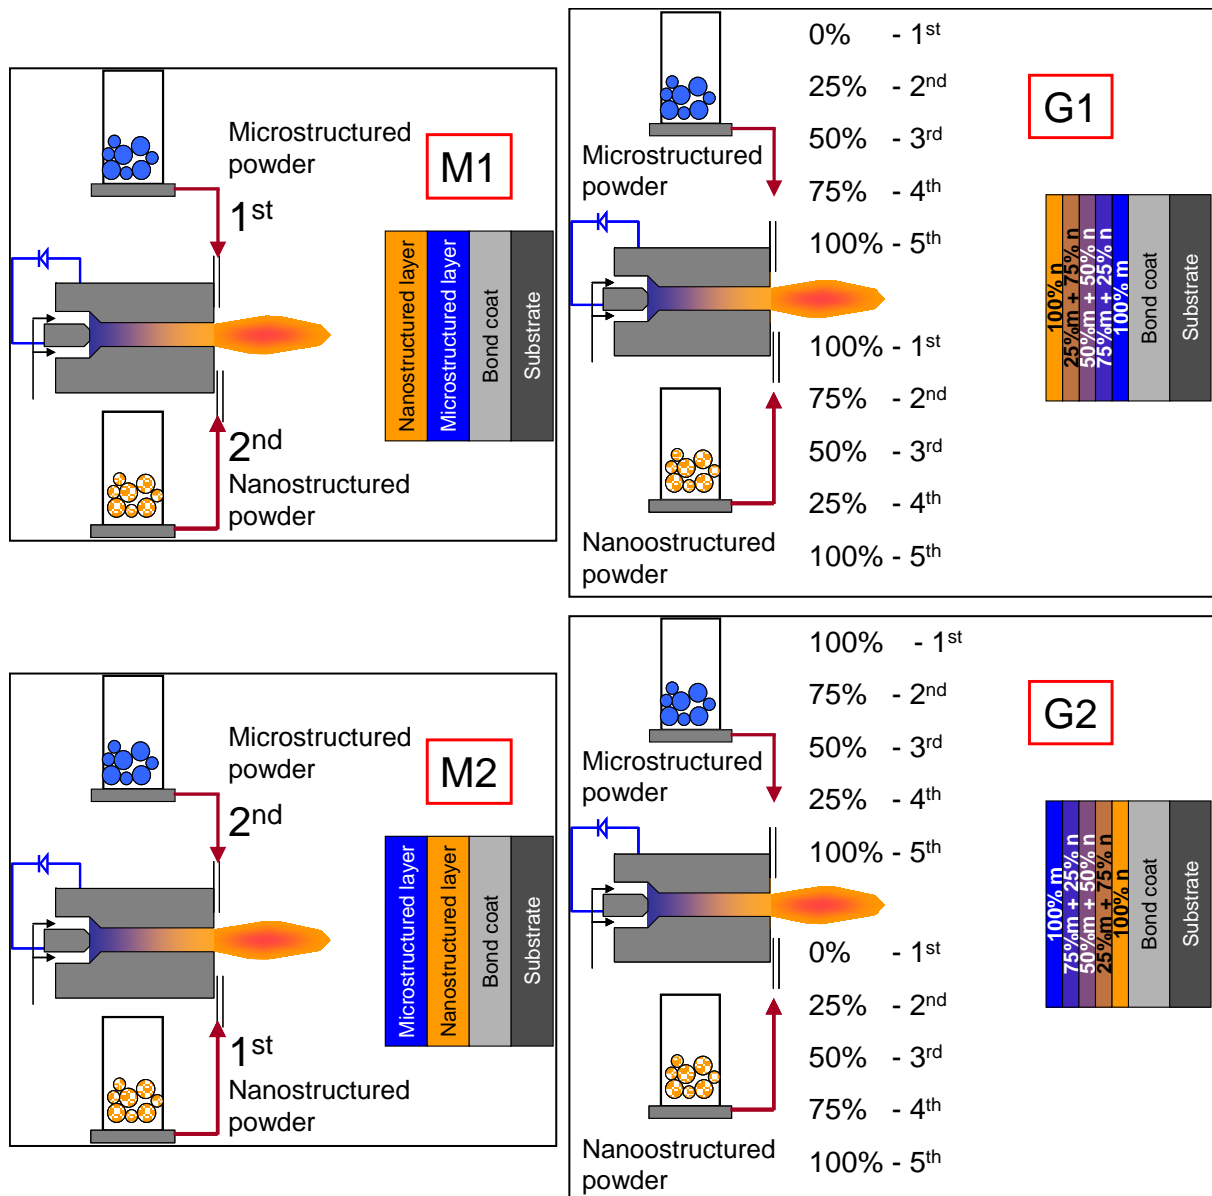 Microstructured
powder
M1
1st
2nd
Nanostructured
powder
Nanostructured layer
Microstructured layer
Bond coat
Substrate
0% - 1st
25% - 2nd
50% - 3rd
75% - 4th
100% - 5th
Microstructured
powder
G1
100% - 1st
75% - 2nd
50% - 3rd
25% - 4th
100% - 5th
Nanoostructured
powder
100% n
25%m + 75% n
50%m + 50% n
75%m + 25% n
100% m
Bond coat
Substrate
Microstructured
powder
M2
2nd
1st
Nanostructured
powder
Microstructured layer
Nanostructured layer
Bond coat
Substrate
100% - 1st
75% - 2nd
50% - 3rd
25% - 4th
100% - 5th
Microstructured
powder
G2
0% - 1st
25% - 2nd
50% - 3rd
75% - 4th
100% - 5th
Nanoostructured
powder
100% m
75%m + 25% n
50%m + 50% n
25%m + 75% n
100% n
Bond coat
Substrate